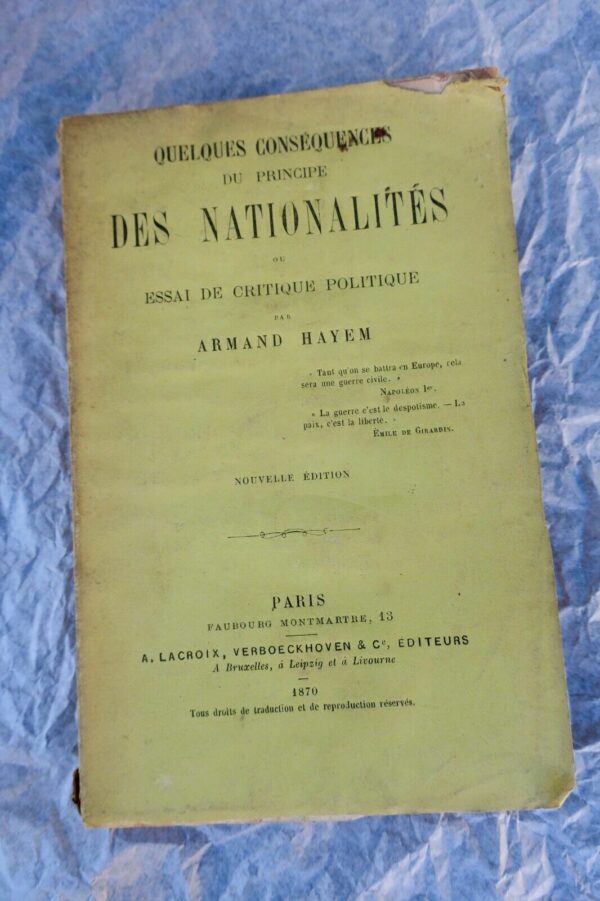 QUELQUES CONSÉQUENCES
DU PRINCIPE
DES NATIONALITÉS
OU
ESSAI DE CRITIQUE POLITIQUE
PAR
ARMAND HAYEM
« Tant qu'on se battra en Europe, cela
sera une guerre civile. »
NAPOLÉON Ier.
« La guerre c'est le despotisme. — La
paix, c'est la liberté. »
ÉMILE DE GIRARDIN.
NOUVELLE ÉDITION
PARIS
FAUBOURG MONTMARTRE, 13
A. LACROIX, VERBOECKHOVEN & Ce, ÉDITEURS
A Bruxelles, à Leipzig et à Livourne
1870
Tous droits de traduction et de reproduction réservés.